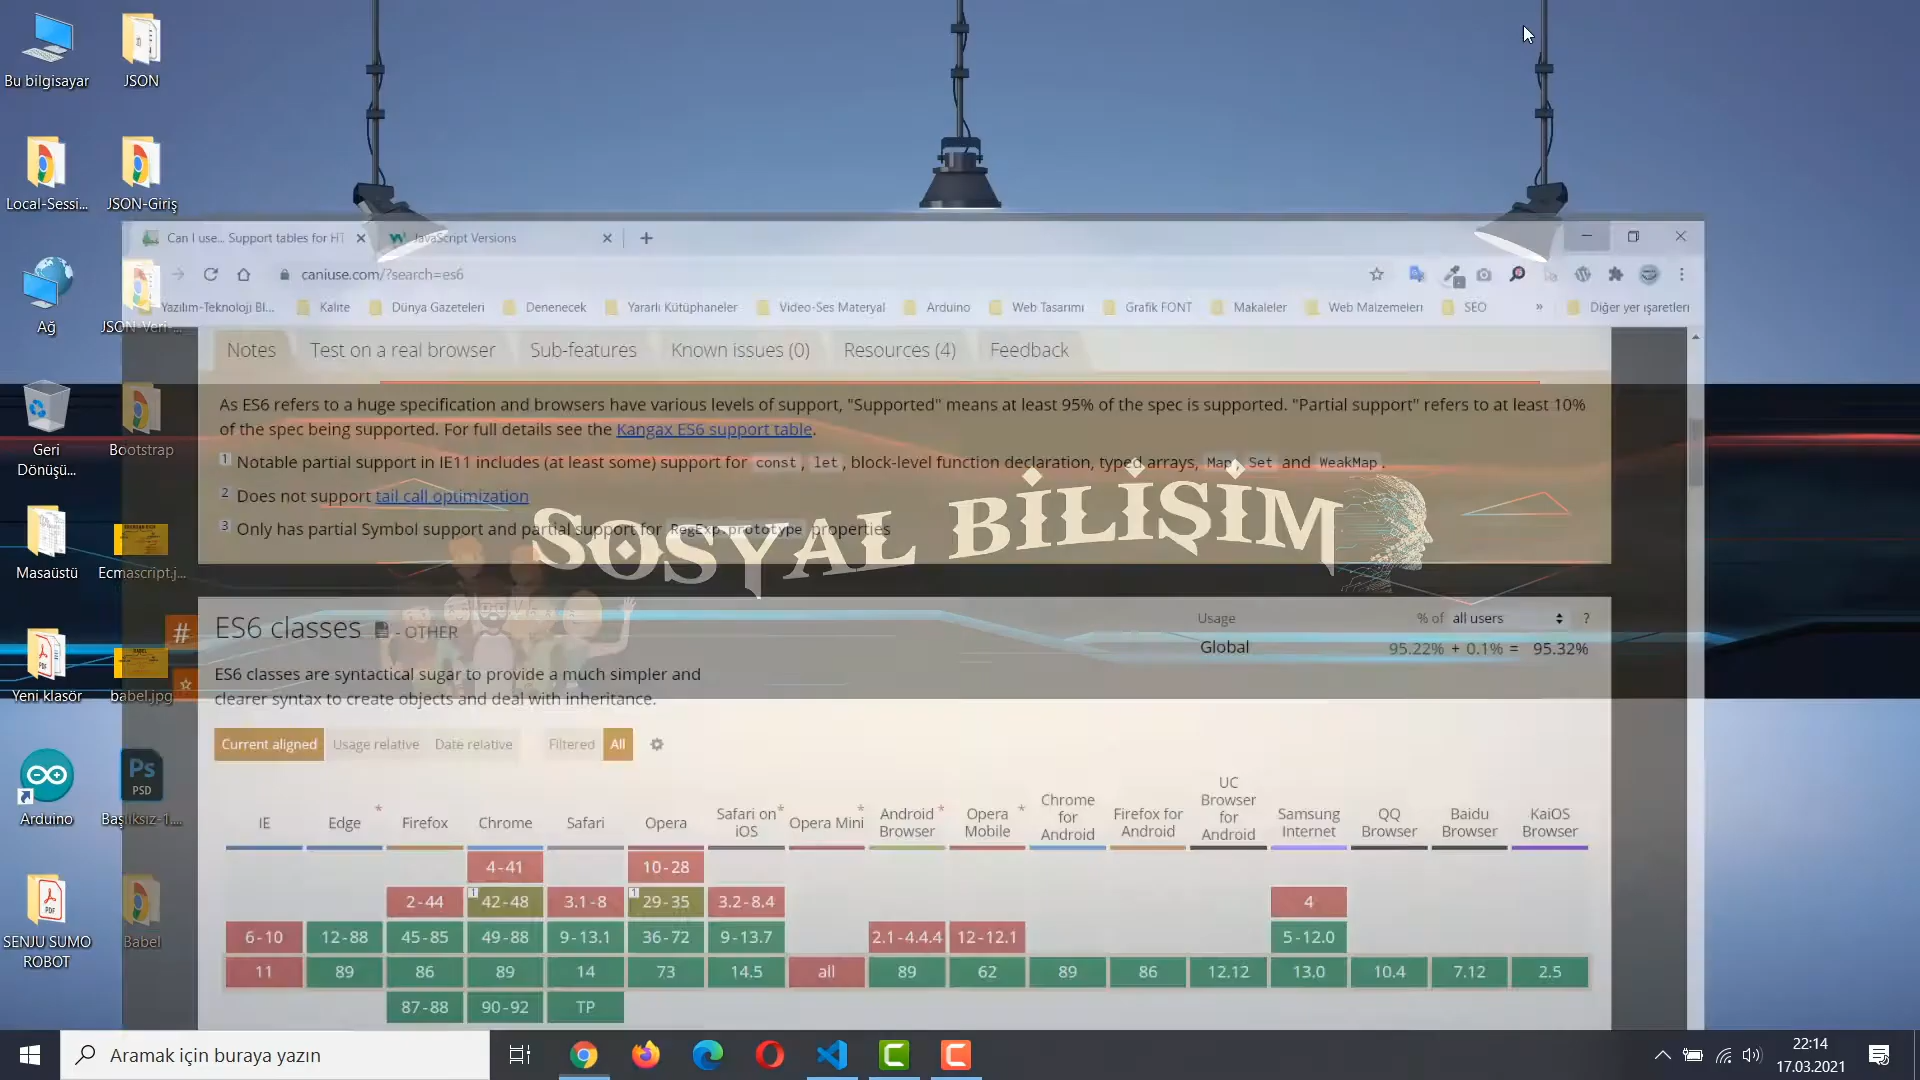 Bu bilgisayar
JSON
Local-Sessi...
JSON-Giriş
Ağ
JSON-Veri-...
Geri
Dönüşü...
Bootstrap
Masaüstü
Ecmascript.j...
Yeni klasör
babel.jpg
Arduino
Ps
PSD
Başlıksız-1....
SENJU SUMO
ROBOT
Babel
Can I use... Support tables for HT
JavaScript Versions
caniuse.com/?search=es6
Yazılım-Teknoloji Bl...
Kalite
Dünya Gazeteleri
Denenecek
Yararlı Kütüphaneler
Video-Ses Materyal
Arduino
Web Tasarımı
Grafik FONT
Makaleler
Web Malzemeleri
SEO
»
Diğer yer işaretleri
Notes
Test on a real browser
Sub-features
Known issues (0)
Resources (4)
Feedback
As ES6 refers to a huge specification and browsers have various levels of support, "Supported" means at least 95% of the spec is supported. "Partial support" refers to at least 10%
of the spec being supported. For full details see the Kangax ES6 support table.
1 Notable partial support in IE11 includes (at least some) support for const, let, block-level function declaration, typed arrays, Map, Set and WeakMap.
2 Does not support tail call optimization
3 Only has partial Symbol support and partial support for RegExp.prototype properties
SOSYAL BİLİŞİM
#
ES6 classes - OTHER
Usage
% of all users ?
Global
95.22% + 0.1% = 95.32%
ES6 classes are syntactical sugar to provide a much simpler and
clearer syntax to create objects and deal with inheritance.
Current aligned
Usage relative
Date relative
Filtered
All
IE
Edge *
Firefox
Chrome
Safari
Opera
Safari on * iOS
Opera Mini *
Android * Browser
Opera * Mobile
Chrome for Android
Firefox for Android
UC Browser for Android
Samsung Internet
QQ Browser
Baidu Browser
KaiOS Browser
4-41 10-28
2-44 1 42-48 3.1-8 1 29-35 3.2-8.4 4
6-10 12-88 45-85 49-88 9-13.1 36-72 9-13.7 2.1-4.4.4 12-12.1 5-12.0
11 89 86 89 14 73 14.5 all 89 62 89 86 12.12 13.0 10.4 7.12 2.5
87-88 90-92 TP
Aramak için buraya yazın
22:14
17.03.2021